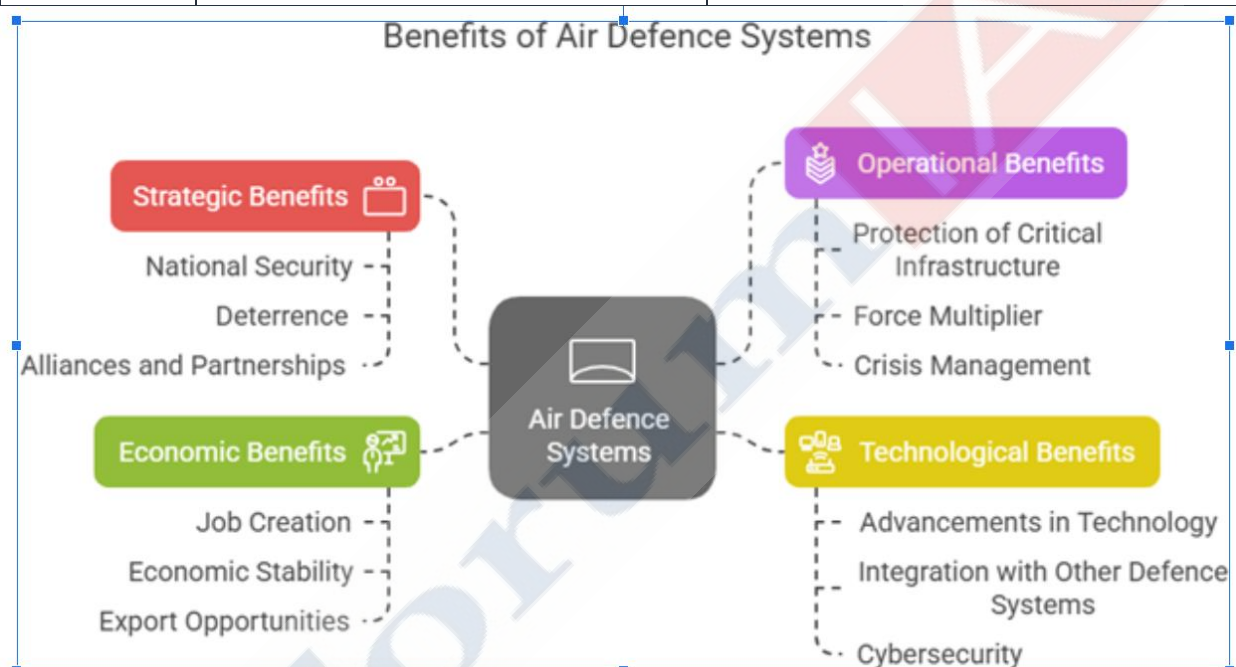 Benefits of Air Defence Systems
Strategic Benefits
National Security
Deterrence
Alliances and Partnerships
Operational Benefits
Protection of Critical
Infrastructure
Force Multiplier
Crisis Management
Air Defence
Systems
Economic Benefits
Job Creation
Economic Stability
Export Opportunities
Technological Benefits
Advancements in Technology
Integration with Other Defence
Systems
Cybersecurity
orumIA